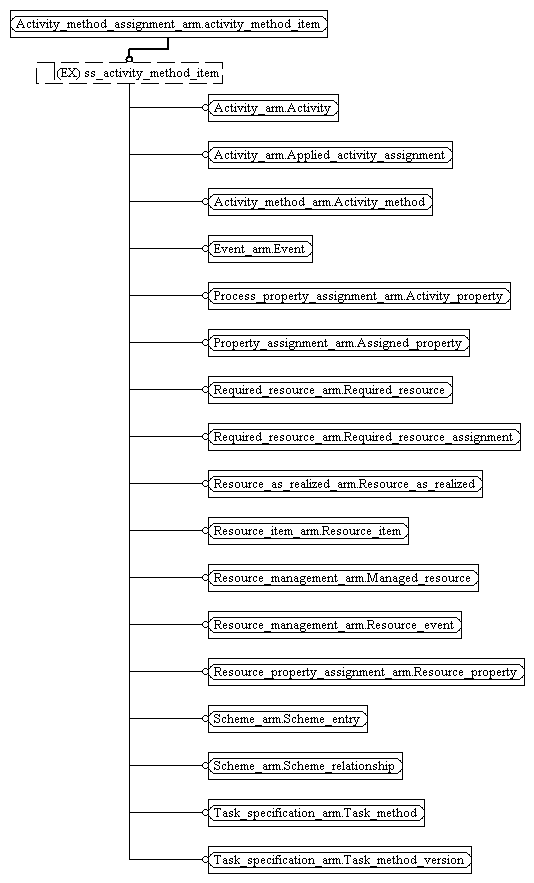 Activity_method_assignment_arm.activity_method_item
(EX) ss_activity_method_item
Activity_arm.Activity
Activity_arm.Applied_activity_assignment
Activity_method_arm.Activity_method
Event_arm.Event
Process_property_assignment_arm.Activity_property
Property_assignment_arm.Assigned_property
Required_resource_arm.Required_resource
Required_resource_arm.Required_resource_assignment
Resource_as_realized_arm.Resource_as_realized
Resource_item_arm.Resource_item
Resource_management_arm.Managed_resource
Resource_management_arm.Resource_event
Resource_property_assignment_arm.Resource_property
Scheme_arm.Scheme_entry
Scheme_arm.Scheme_relationship
Task_specification_arm.Task_method
Task_specification_arm.Task_method_version